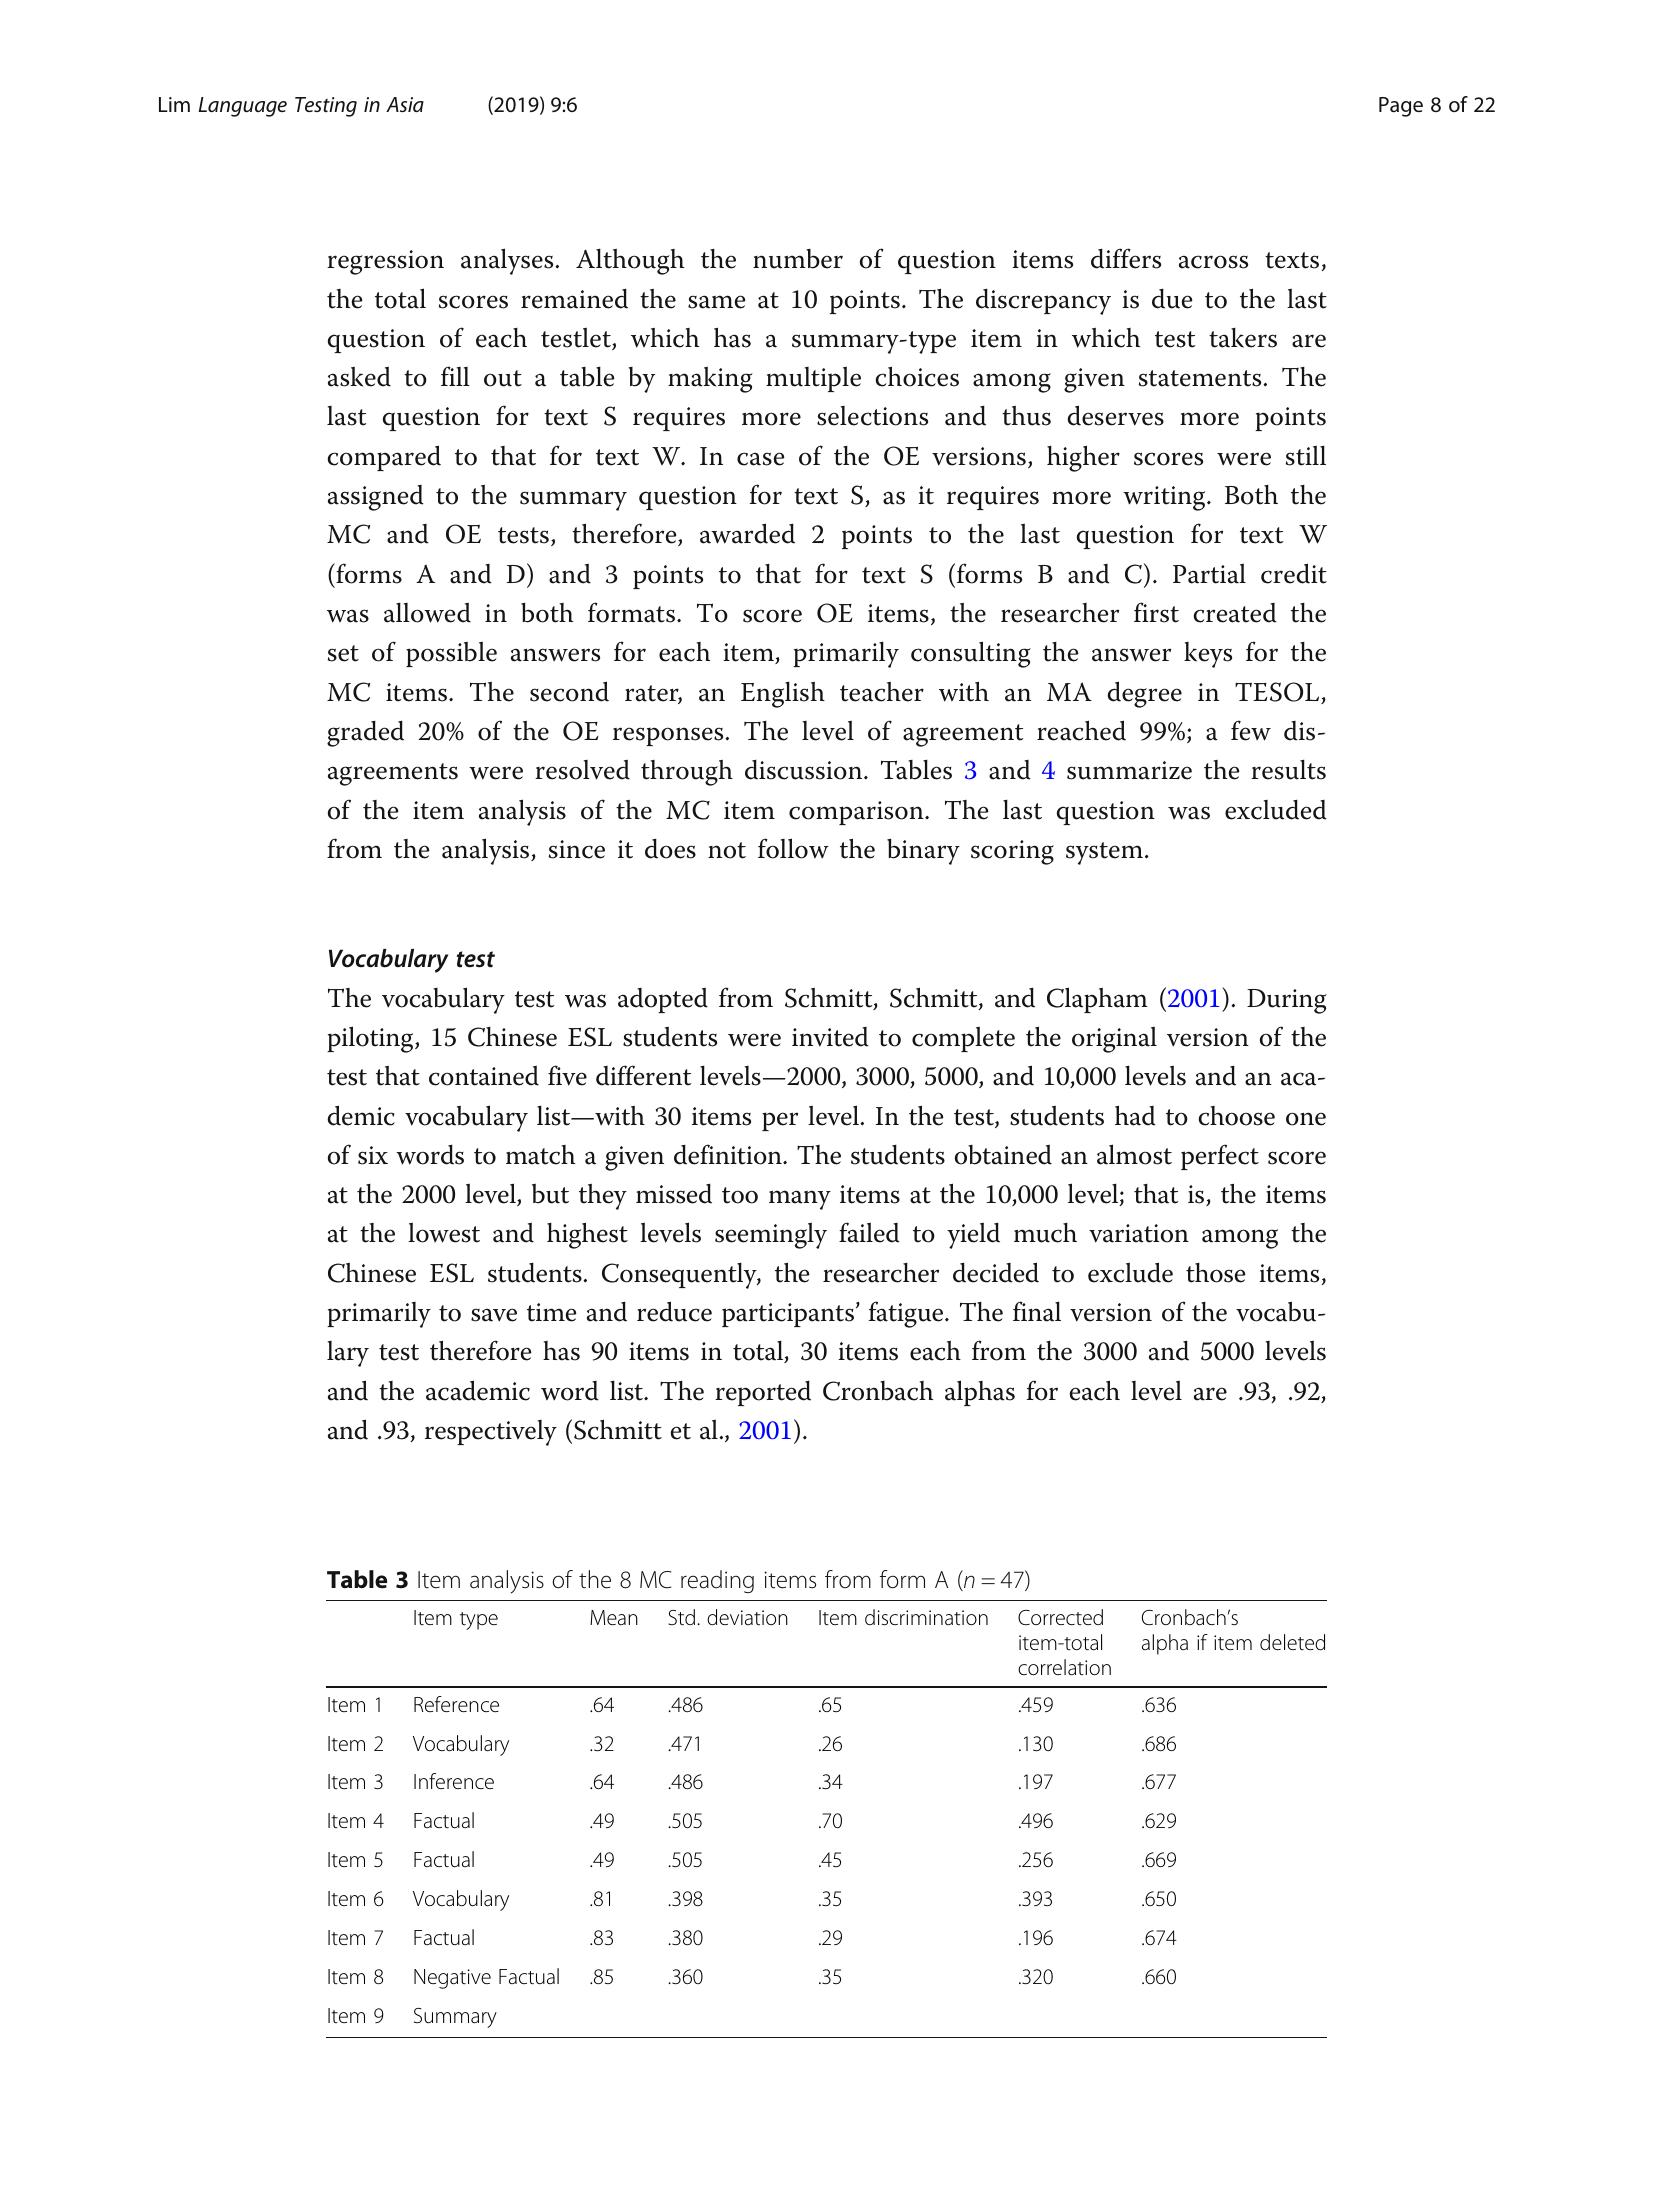 Lim Language Testing in Asia (2019) 9:6 Page 8 of 22
regression analyses. Although the number of question items differs across texts,
the total scores remained the same at 10 points. The discrepancy is due to the last
question of each testlet, which has a summary-type item in which test takers are
asked to fill out a table by making multiple choices among given statements. The
last question for text S requires more selections and thus deserves more points
compared to that for text W. In case of the OE versions, higher scores were still
assigned to the summary question for text S, as it requires more writing. Both the
MC and OE tests, therefore, awarded 2 points to the last question for text W
(forms A and D) and 3 points to that for text S (forms B and C). Partial credit
was allowed in both formats. To score OE items, the researcher first created the
set of possible answers for each item, primarily consulting the answer keys for the
MC items. The second rater, an English teacher with an MA degree in TESOL,
graded 20% of the OE responses. The level of agreement reached 99%; a few dis-
agreements were resolved through discussion. Tables 3 and 4 summarize the results
of the item analysis of the MC item comparison. The last question was excluded
from the analysis, since it does not follow the binary scoring system.
Vocabulary test
The vocabulary test was adopted from Schmitt, Schmitt, and Clapham (2001). During
piloting, 15 Chinese ESL students were invited to complete the original version of the
test that contained five different levels—2000, 3000, 5000, and 10,000 levels and an aca-
demic vocabulary list—with 30 items per level. In the test, students had to choose one
of six words to match a given definition. The students obtained an almost perfect score
at the 2000 level, but they missed too many items at the 10,000 level; that is, the items
at the lowest and highest levels seemingly failed to yield much variation among the
Chinese ESL students. Consequently, the researcher decided to exclude those items,
primarily to save time and reduce participants’ fatigue. The final version of the vocabu-
lary test therefore has 90 items in total, 30 items each from the 3000 and 5000 levels
and the academic word list. The reported Cronbach alphas for each level are .93, .92,
and .93, respectively (Schmitt et al., 2001).
Table 3 Item analysis of the 8 MC reading items from form A (n = 47)
Item type Mean Std. deviation Item discrimination Corrected Cronbach’s
item-total alpha if item deleted
correlation
Item 1 Reference .64 .486 .65 .459 .636
Item 2 Vocabulary .32 .471 .26 .130 .686
Item 3 Inference .64 .486 .34 .197 .677
Item 4 Factual .49 .505 .70 .496 .629
Item 5 Factual .49 .505 .45 .256 .669
Item 6 Vocabulary .81 .398 .35 .393 .650
Item 7 Factual .83 .380 .29 .196 .674
Item 8 Negative Factual .85 .360 .35 .320 .660
Item 9 Summary